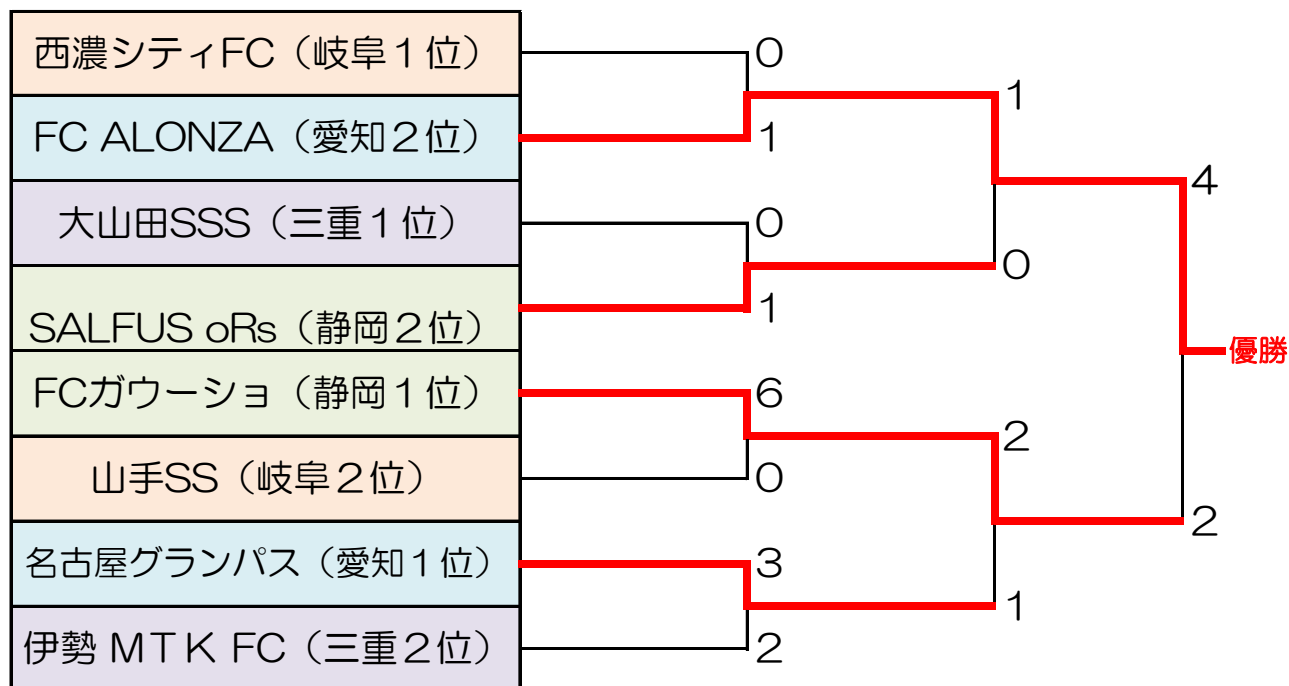 西濃シティFC（岐阜１位）
0
1
FC ALONZA（愛知２位）
1
4
大山田SSS（三重１位）
0
0
SALFUS oRs（静岡２位）
1
優勝
FCガウーショ（静岡１位）
6
2
山手SS（岐阜２位）
0
2
名古屋グランパス（愛知１位）
3
1
伊勢 ＭＴＫ FC（三重２位）
2